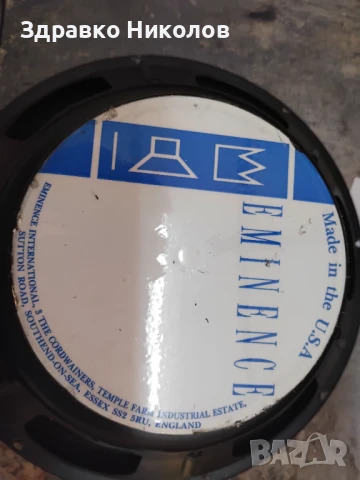 Здравко Николов
Made in the U.S.A
EMINENCE
EMINENCE INTERNATIONAL, 3 THE CORDWAINERS, TEMPLE FARM INDUSTRIAL ESTATE,
SUTTON ROAD, SOUTHEND-ON-SEA, ESSEX SS2 5RU, ENGLAND
BAZAR